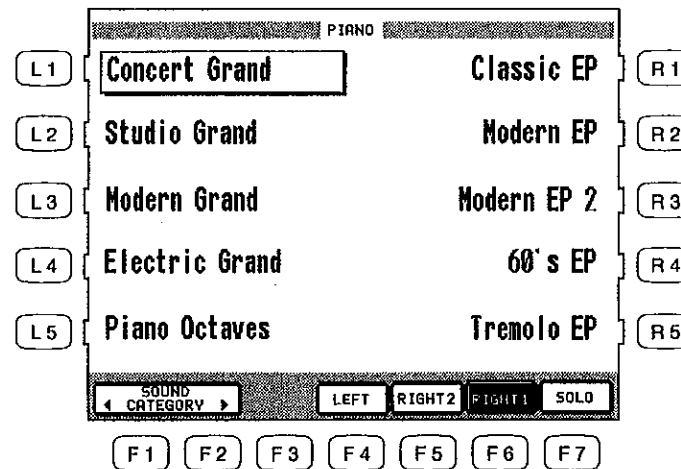 PIANO
L1 Concert Grand Classic EP R1
L2 Studio Grand Modern EP R2
L3 Modern Grand Modern EP 2 R3
L4 Electric Grand 60's EP R4
L5 Piano Octaves Tremolo EP R5
SOUND
CATEGORY LEFT RIGHT2 RIGHT1 SOLO
F1 F2 F3 F4 F5 F6 F7